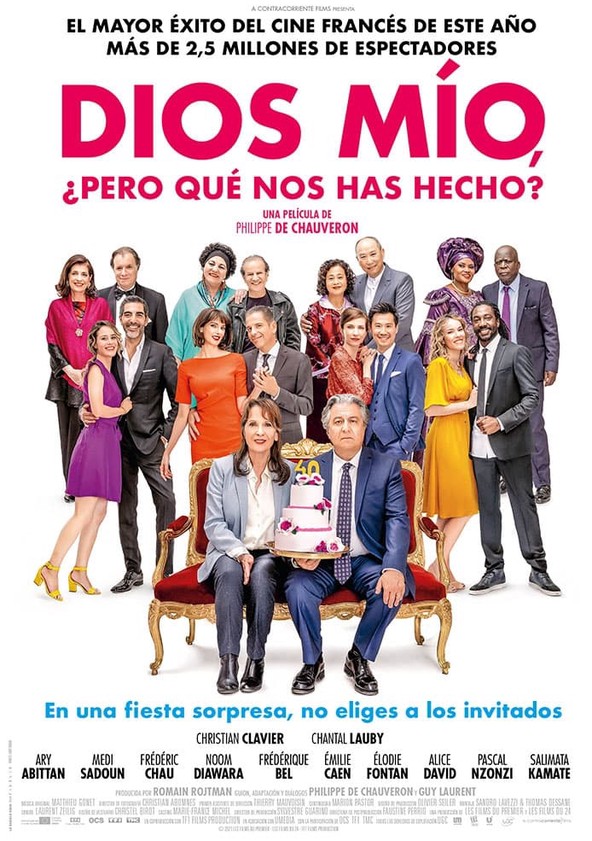 A CONTRACORRIENTE FILMS PRESENTA
EL MAYOR ÉXITO DEL CINE FRANCÉS DE ESTE AÑO
MÁS DE 2,5 MILLONES DE ESPECTADORES
DIOS MÍO,
¿PERO QUÉ NOS HAS HECHO?
UNA PELÍCULA DE
PHILIPPE DE CHAUVERON
40
En una fiesta sorpresa, no eliges a los invitados
CHRISTIAN CLAVIER CHANTAL LAUBY
ARY ABITTAN MEDI SADOUN FRÉDÉRIC CHAU NOOM DIAWARA FRÉDÉRIQUE BEL ÉMILIE CAEN ÉLODIE FONTAN ALICE DAVID PASCAL NZONZI SALIMATA KAMATE
PRODUCIDA POR ROMAIN ROJTMAN GUION, ADAPTACIÓN Y DIÁLOGOS PHILIPPE DE CHAUVERON Y GUY LAURENT